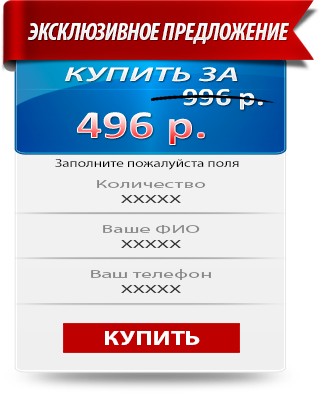 ЭКСКЛЮЗИВНОЕ ПРЕДЛОЖЕНИЕ
КУПИТЬ ЗА
996 р.
496 р.
Заполните пожалуйста поля
Количество
XXXXX
Ваше ФИО
XXXXX
Ваш телефон
XXXXX
КУПИТЬ